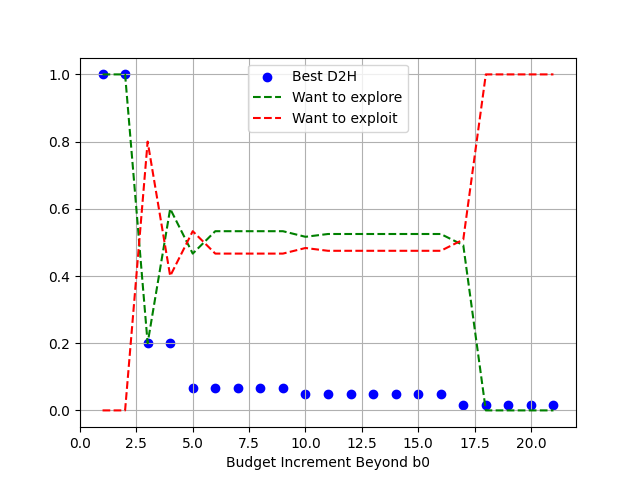 Best D2H
Want to explore
Want to exploit
1.0
0.8
0.6
0.4
0.2
0.0
0.0 2.5 5.0 7.5 10.0 12.5 15.0 17.5 20.0
Budget Increment Beyond b0